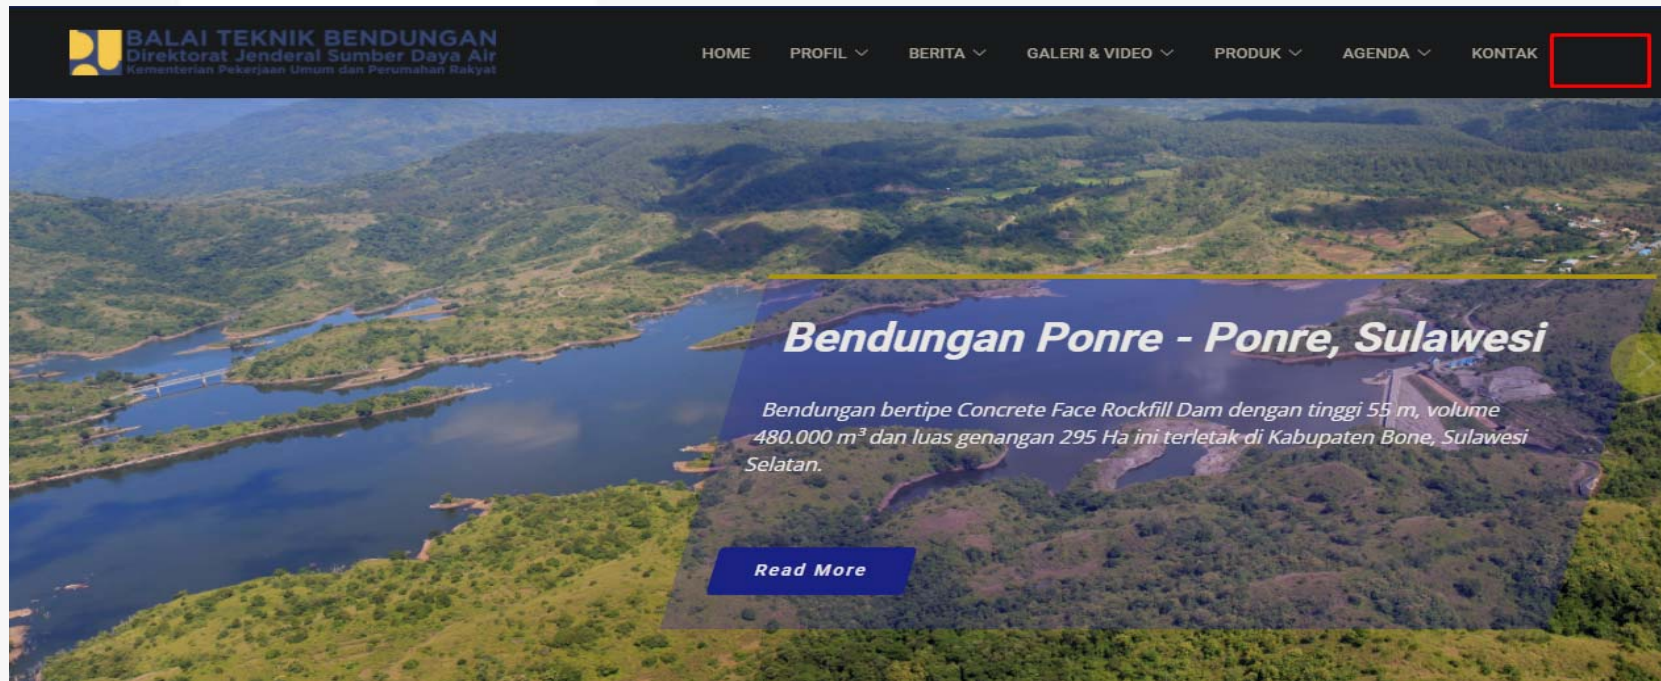 BALAI TEKNIK BENDUNGAN
Direktorat Jenderal Sumber Daya Air
Kementerian Pekerjaan Umum dan Perumahan Rakyat
HOME PROFIL BERITA GALERI & VIDEO PRODUK AGENDA KONTAK
Bendungan Ponre - Ponre, Sulawesi
Bendungan bertipe Concrete Face Rockfill Dam dengan tinggi 55 m, volume
480.000 m³ dan luas genangan 295 Ha ini terletak di Kabupaten Bone, Sulawesi
Selatan.
Read More